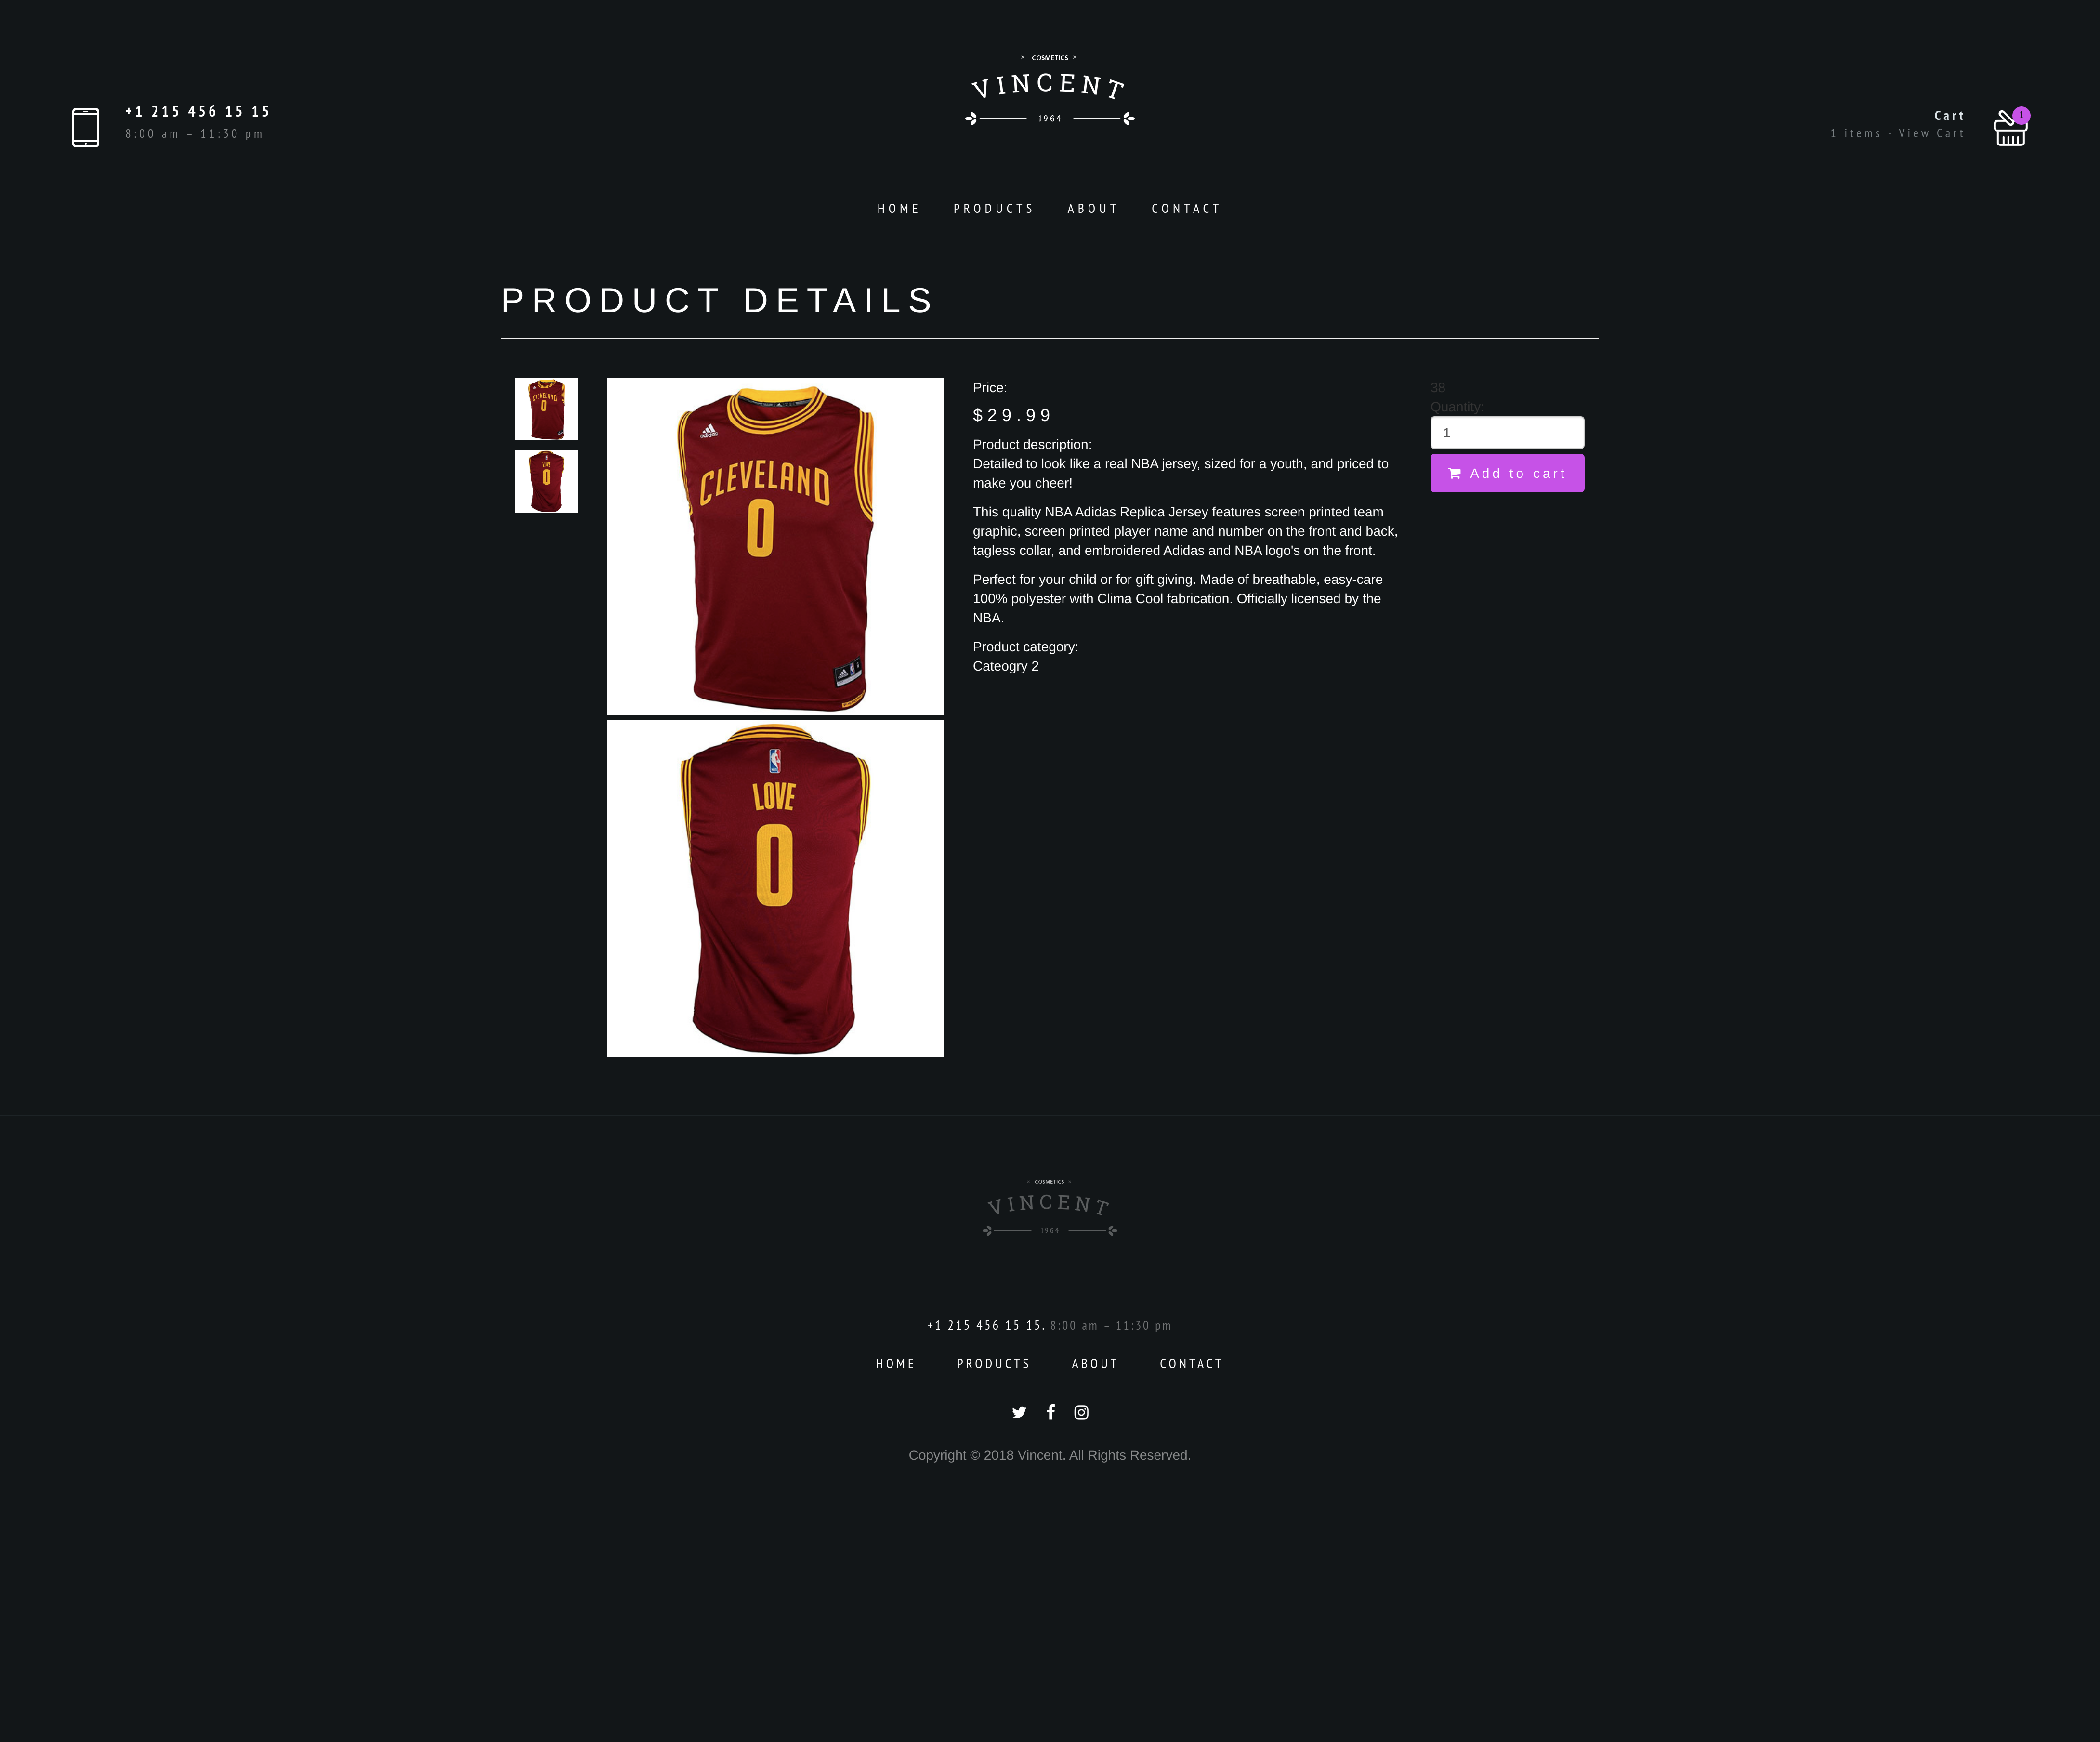 COSMETICS
VINCENT
1964
+1 215 456 15 15
8:00 am – 11:30 pm
Cart
1 items - View Cart
1
HOME PRODUCTS ABOUT CONTACT
PRODUCT DETAILS
CLEVELAND
0
LOVE
0
adidas
CLEVELAND
0
LOVE
0
Price:
$29.99
Product description:
Detailed to look like a real NBA jersey, sized for a youth, and priced to
make you cheer!
This quality NBA Adidas Replica Jersey features screen printed team
graphic, screen printed player name and number on the front and back,
tagless collar, and embroidered Adidas and NBA logo's on the front.
Perfect for your child or for gift giving. Made of breathable, easy-care
100% polyester with Clima Cool fabrication. Officially licensed by the
NBA.
Product category:
Cateogry 2
38
Quantity:
1
Add to cart
COSMETICS
VINCENT
1964
+1 215 456 15 15. 8:00 am – 11:30 pm
HOME PRODUCTS ABOUT CONTACT
Copyright © 2018 Vincent. All Rights Reserved.